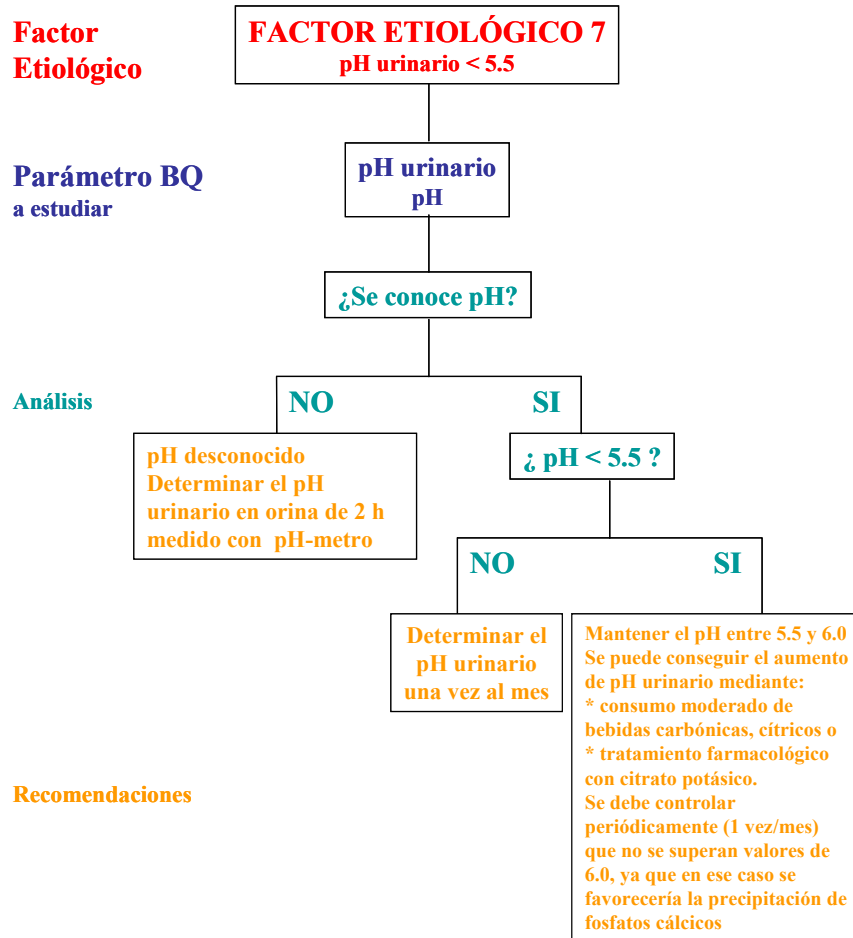 Factor
Etiológico
FACTOR ETIOLÓGICO 7
pH urinario < 5.5
Parámetro BQ
a estudiar
pH urinario
pH
¿Se conoce pH?
Análisis
NO
SI
pH desconocido
Determinar el pH
urinario en orina de 2 h
medido con pH-metro
¿ pH < 5.5 ?
NO
SI
Determinar el
pH urinario
una vez al mes
Mantener el pH entre 5.5 y 6.0
Se puede conseguir el aumento
de pH urinario mediante:
* consumo moderado de
bebidas carbónicas, cítricos o
* tratamiento farmacológico
con citrato potásico.
Se debe controlar
periódicamente (1 vez/mes)
que no se superan valores de
6.0, ya que en ese caso se
favorecería la precipitación de
fosfatos cálcicos
Recomendaciones